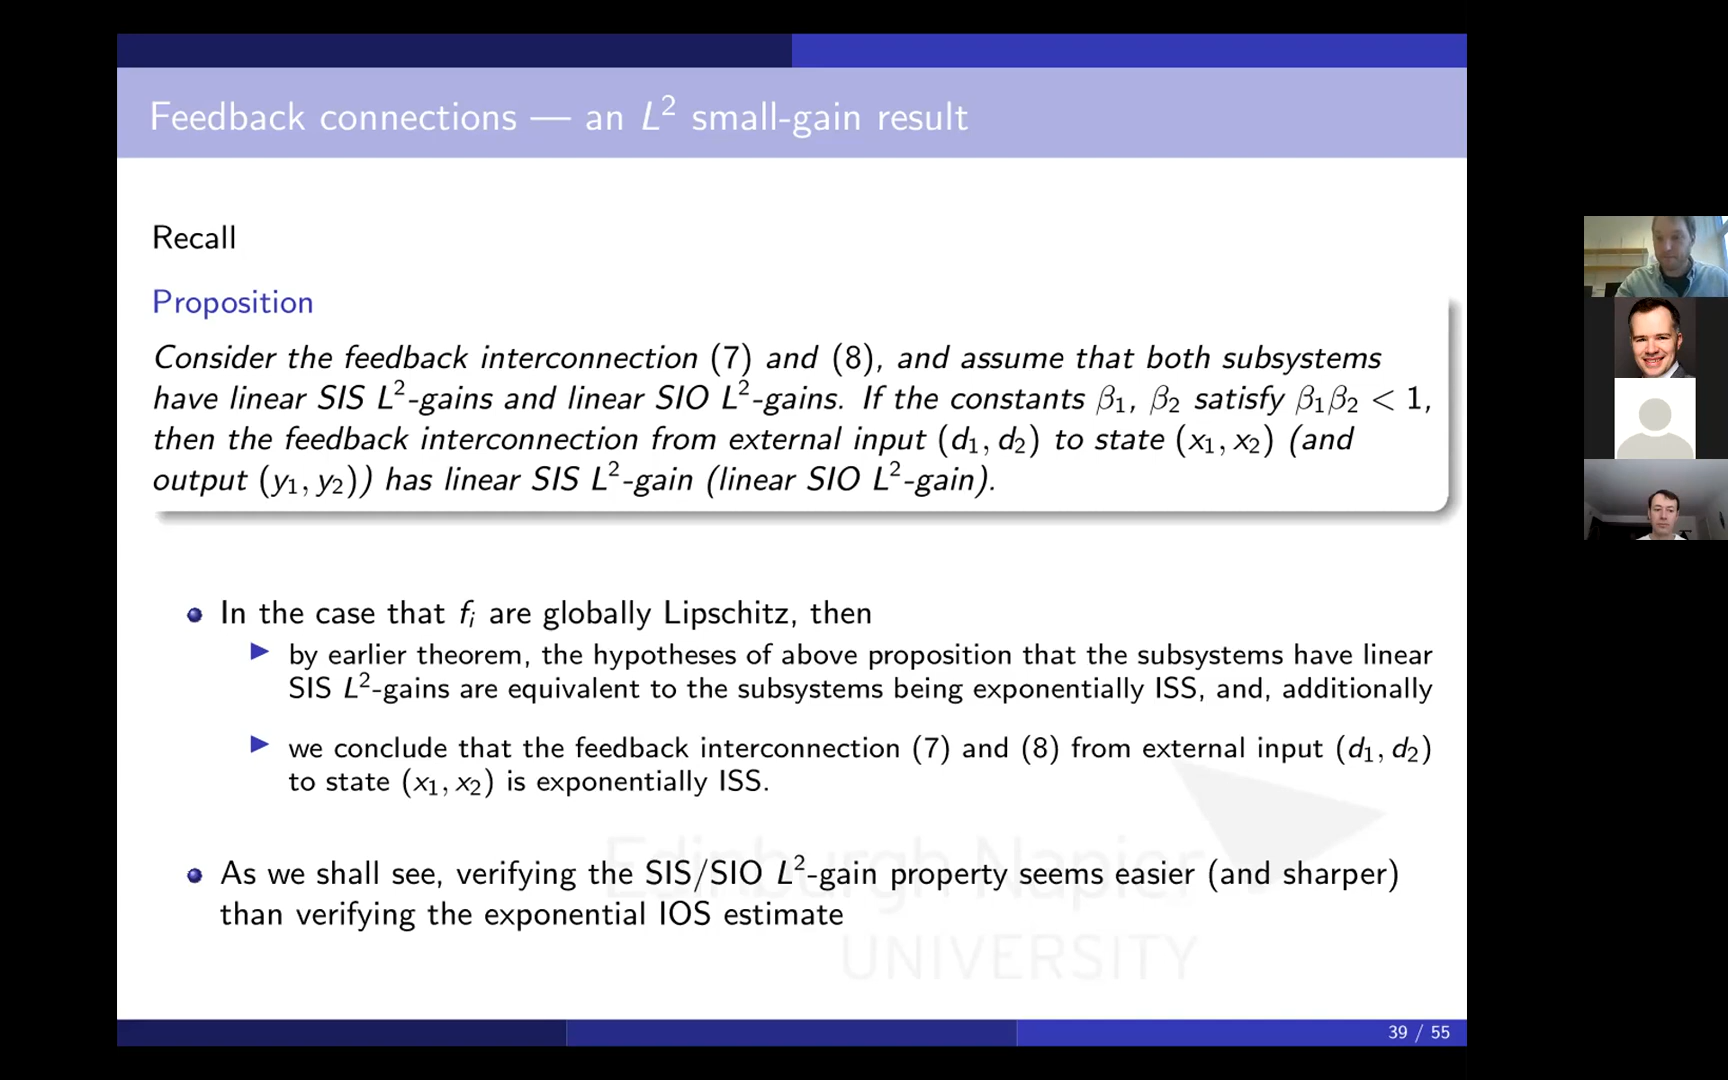 Feedback connections — an L² small-gain result
Recall
Proposition
Consider the feedback interconnection (7) and (8), and assume that both subsystems
have linear SIS L²-gains and linear SIO L²-gains. If the constants β₁, β₂ satisfy β₁β₂ < 1,
then the feedback interconnection from external input (d₁, d₂) to state (x₁, x₂) (and
output (y₁, y₂)) has linear SIS L²-gain (linear SIO L²-gain).
In the case that fᵢ are globally Lipschitz, then
by earlier theorem, the hypotheses of above proposition that the subsystems have linear
SIS L²-gains are equivalent to the subsystems being exponentially ISS, and, additionally
we conclude that the feedback interconnection (7) and (8) from external input (d₁, d₂)
to state (x₁, x₂) is exponentially ISS.
As we shall see, verifying the SIS/SIO L²-gain property seems easier (and sharper)
than verifying the exponential IOS estimate
Edinburgh Napier
UNIVERSITY
39 / 55